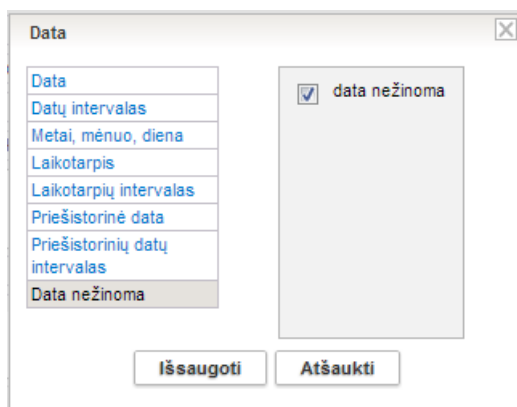 Data
Data
Datų intervalas
Metai, mėnuo, diena
Laikotarpis
Laikotarpių intervalas
Priešistorinė data
Priešistorinių datų
intervalas
Data nežinoma
data nežinoma
Išsaugoti
Atšaukti